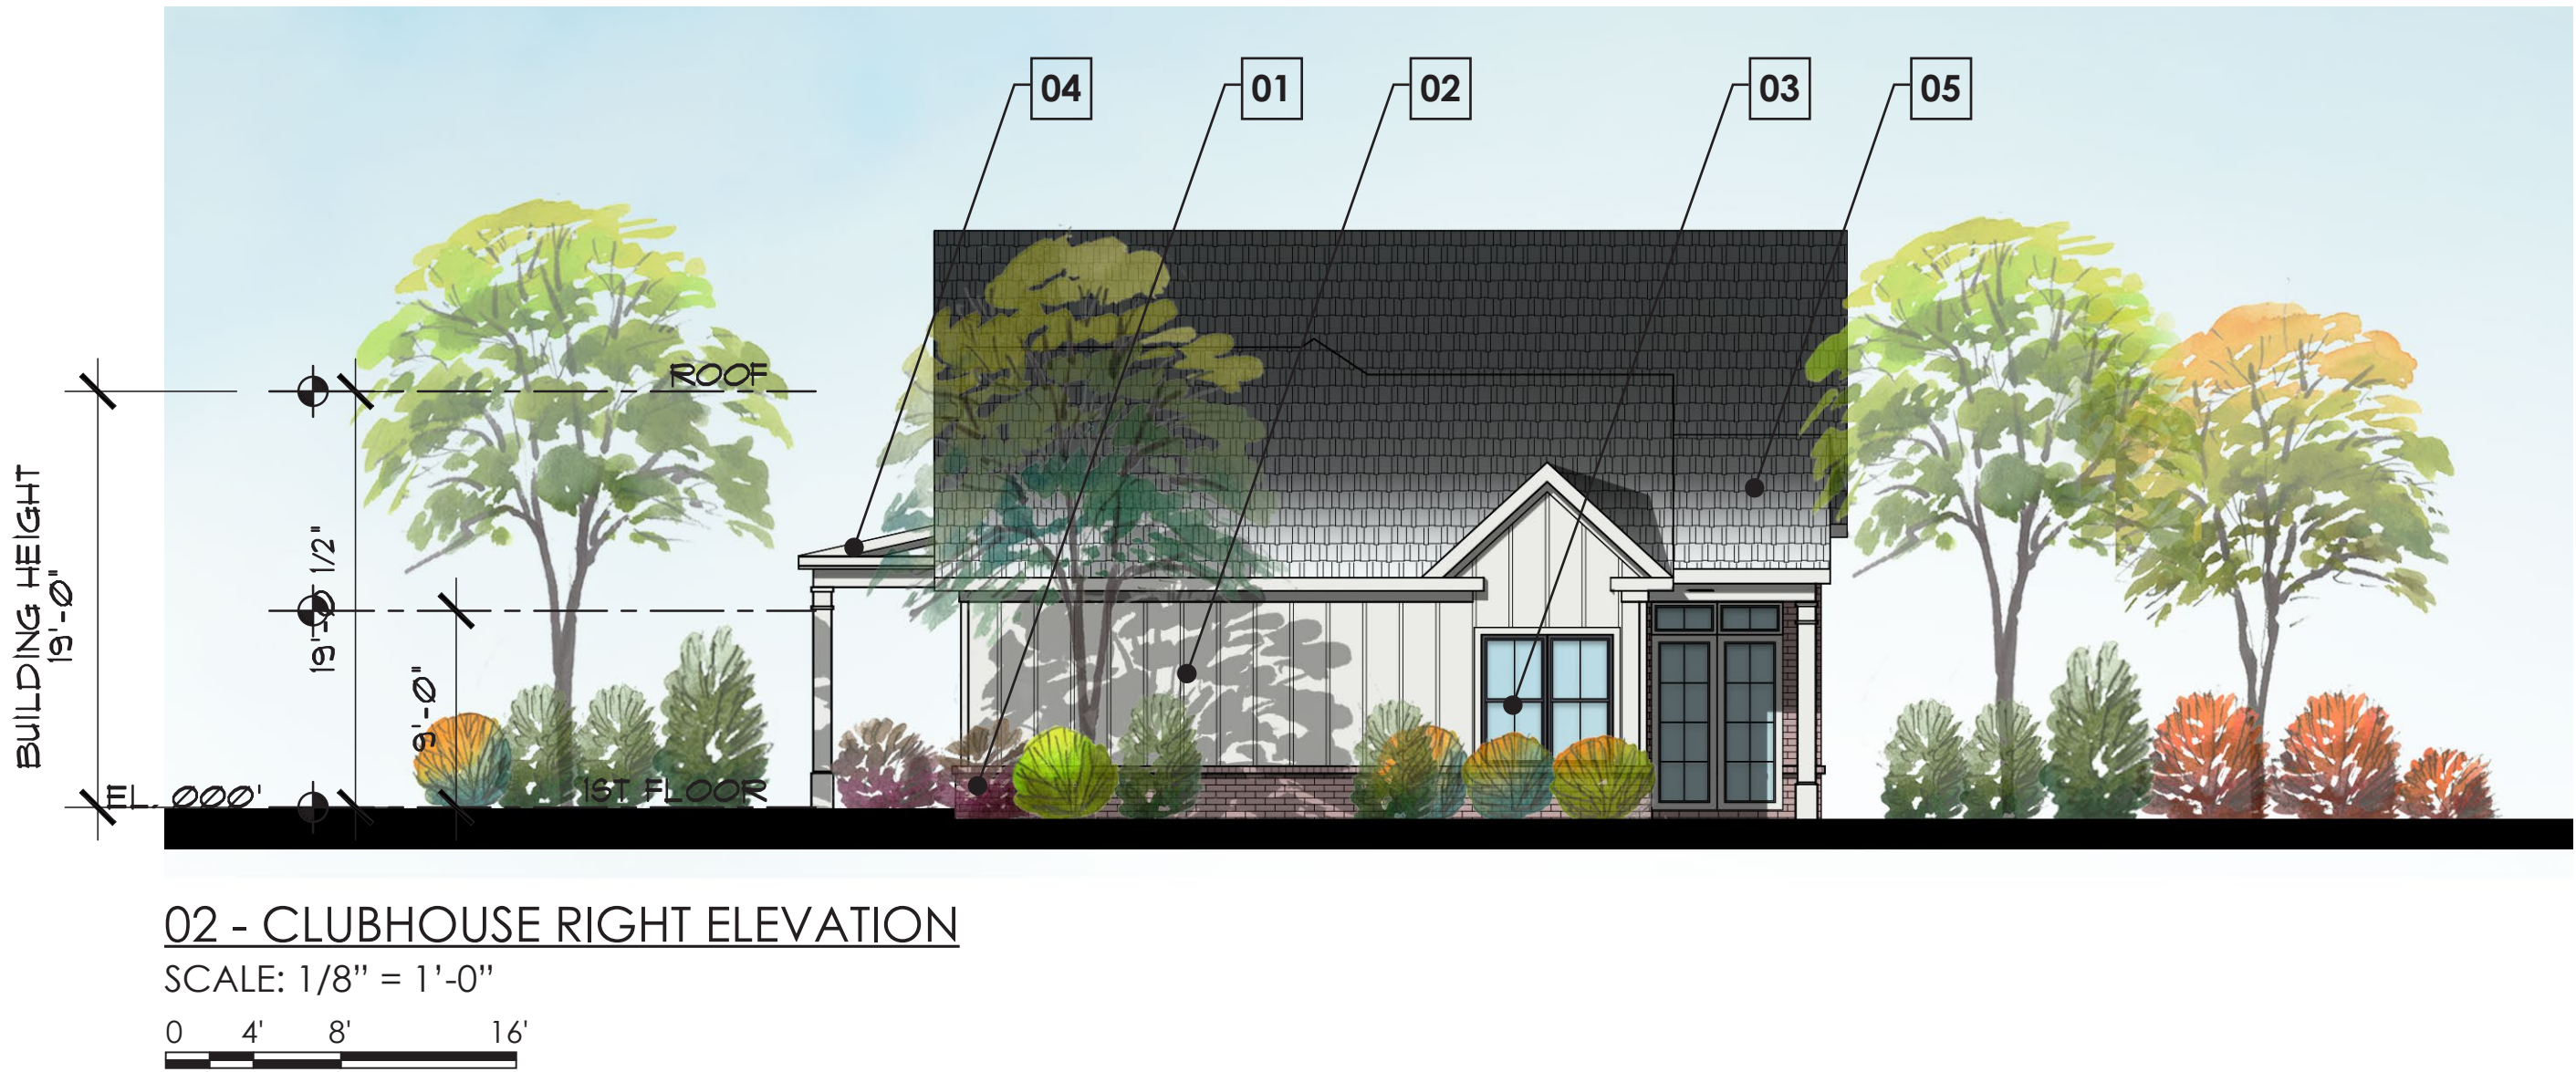 04
01
02
03
05
ROOF
BUILDING HEIGHT
19'-0"
19'-0 1/2"
9'-0"
EL. 000'
1ST FLOOR
02 - CLUBHOUSE RIGHT ELEVATION
SCALE: 1/8” = 1’-0”
0 4' 8' 16'